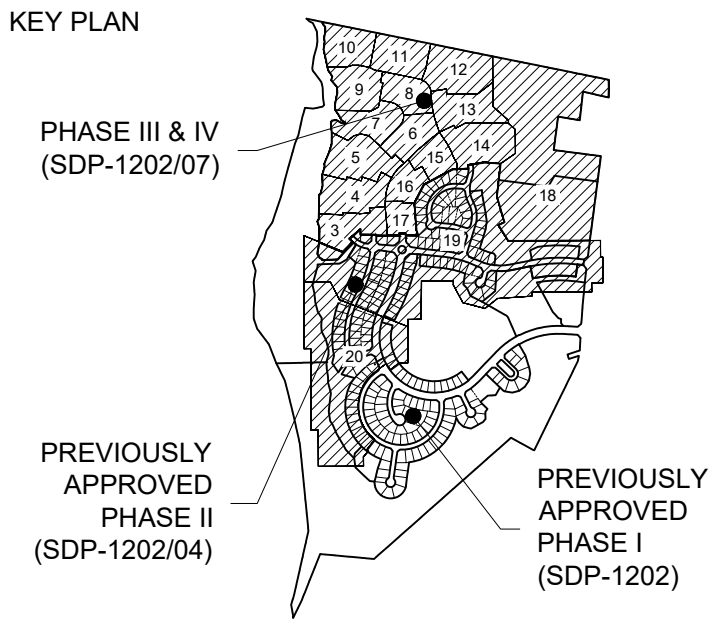 KEY PLAN
10
11
12
9
8
13
PHASE III & IV
(SDP-1202/07)
7
6
14
5
15
4
16
18
3
17
19
20
PREVIOUSLY
APPROVED
PHASE II
(SDP-1202/04)
PREVIOUSLY
APPROVED
PHASE I
(SDP-1202)